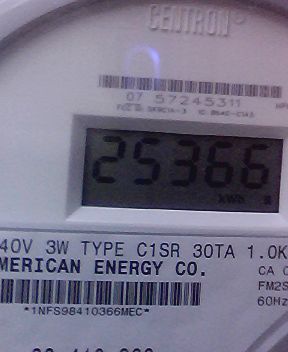 CENTRON®
07 57245311
25366
kWh
40V 3W TYPE C1SR 30TA 1.0K
MERICAN ENERGY CO.
CA
FM2S
60Hz
*1NFS98410366MEC*